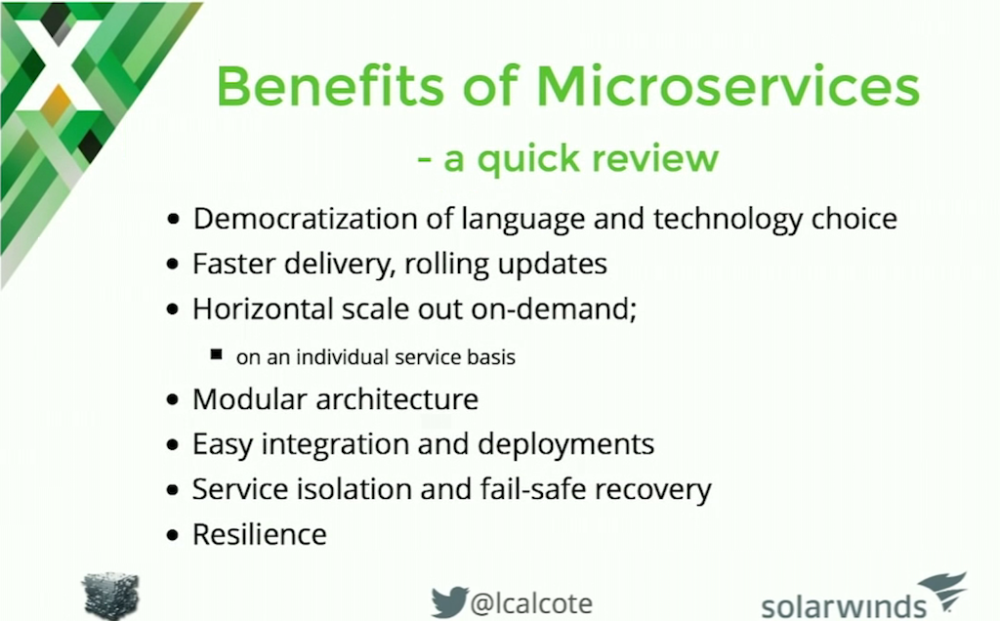 Benefits of Microservices
- a quick review
• Democratization of language and technology choice
• Faster delivery, rolling updates
• Horizontal scale out on-demand;
▪ on an individual service basis
• Modular architecture
• Easy integration and deployments
• Service isolation and fail-safe recovery
• Resilience
@lcalcote
solarwinds